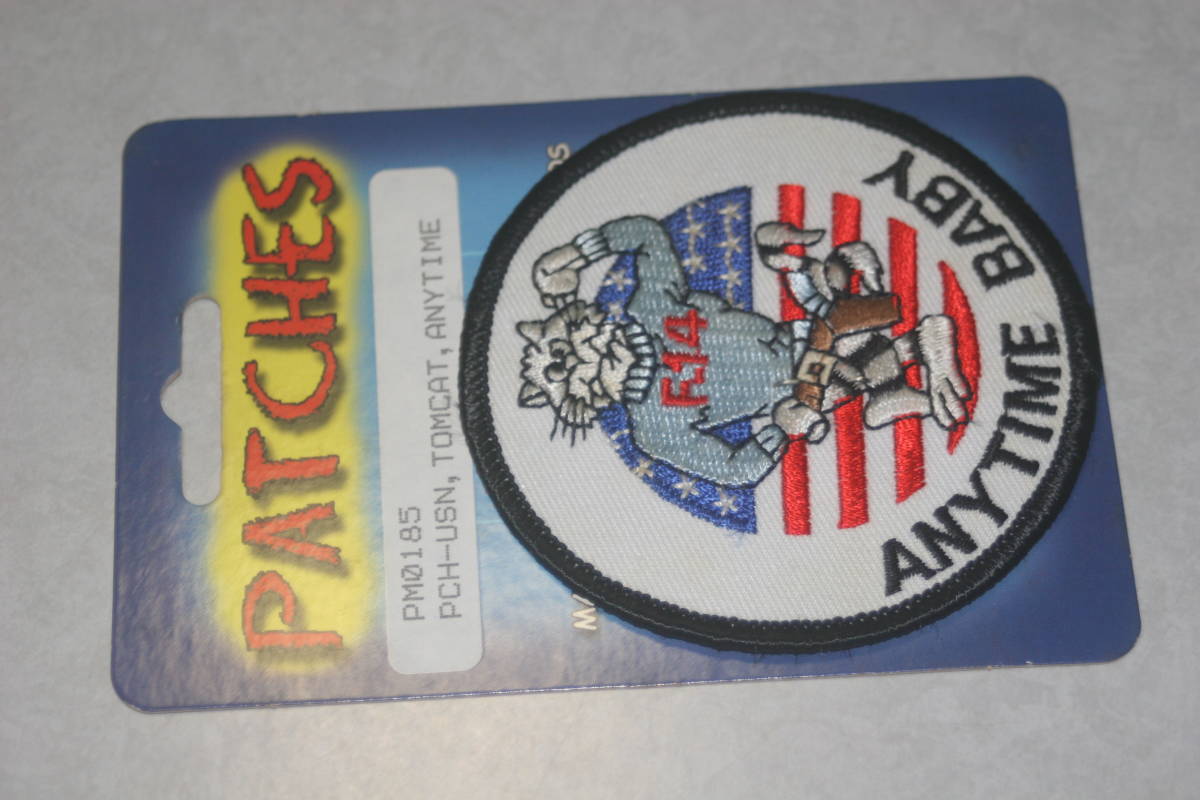 PATCHES
PM0185
PCH-USN, TOMCAT, ANYTIME
F-14
ANYTIME BABY